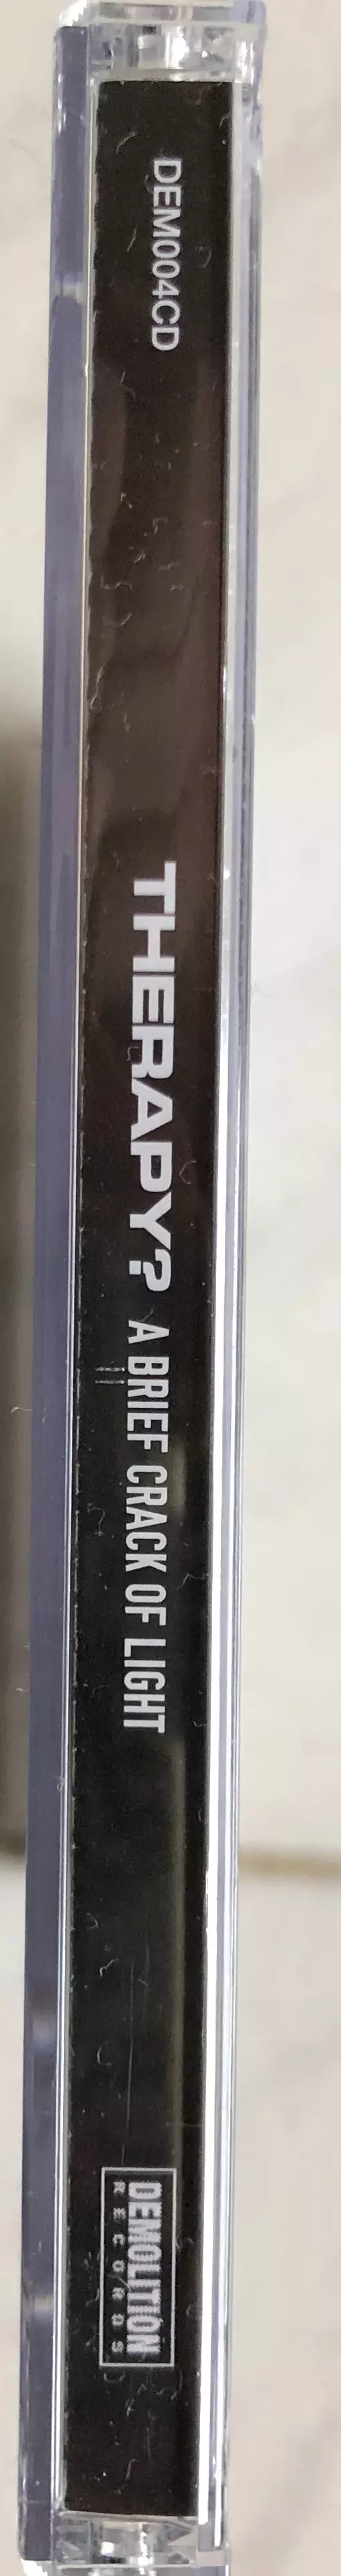 DEM004CD
THERAPY? A BRIEF CRACK OF LIGHT
DEMOLITION
RECORDS